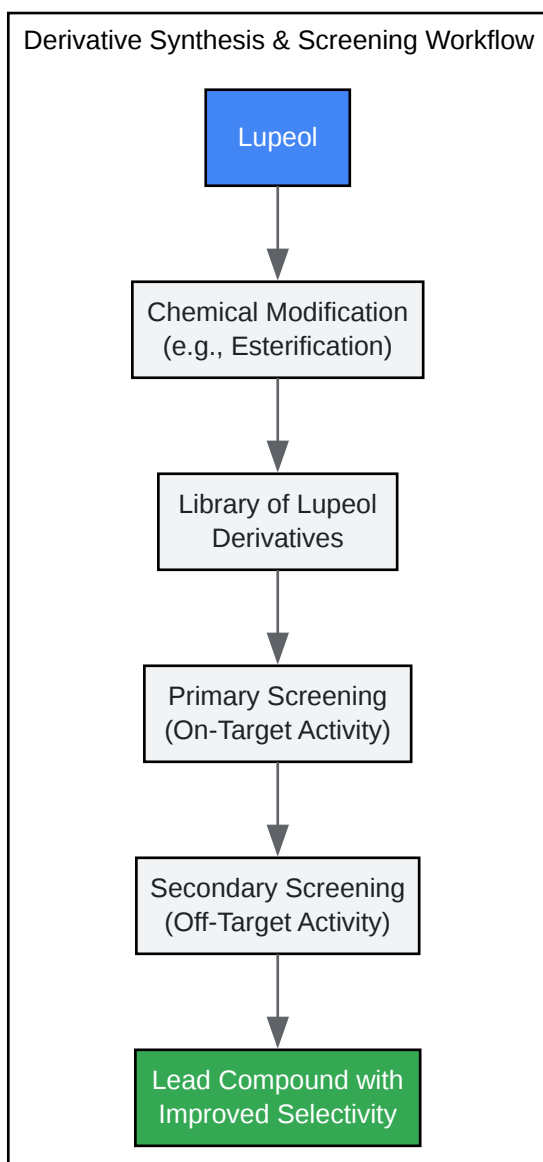 Derivative Synthesis & Screening Workflow
Lupeol
Chemical Modification
(e.g., Esterification)
Library of Lupeol
Derivatives
Primary Screening
(On-Target Activity)
Secondary Screening
(Off-Target Activity)
Lead Compound with
Improved Selectivity